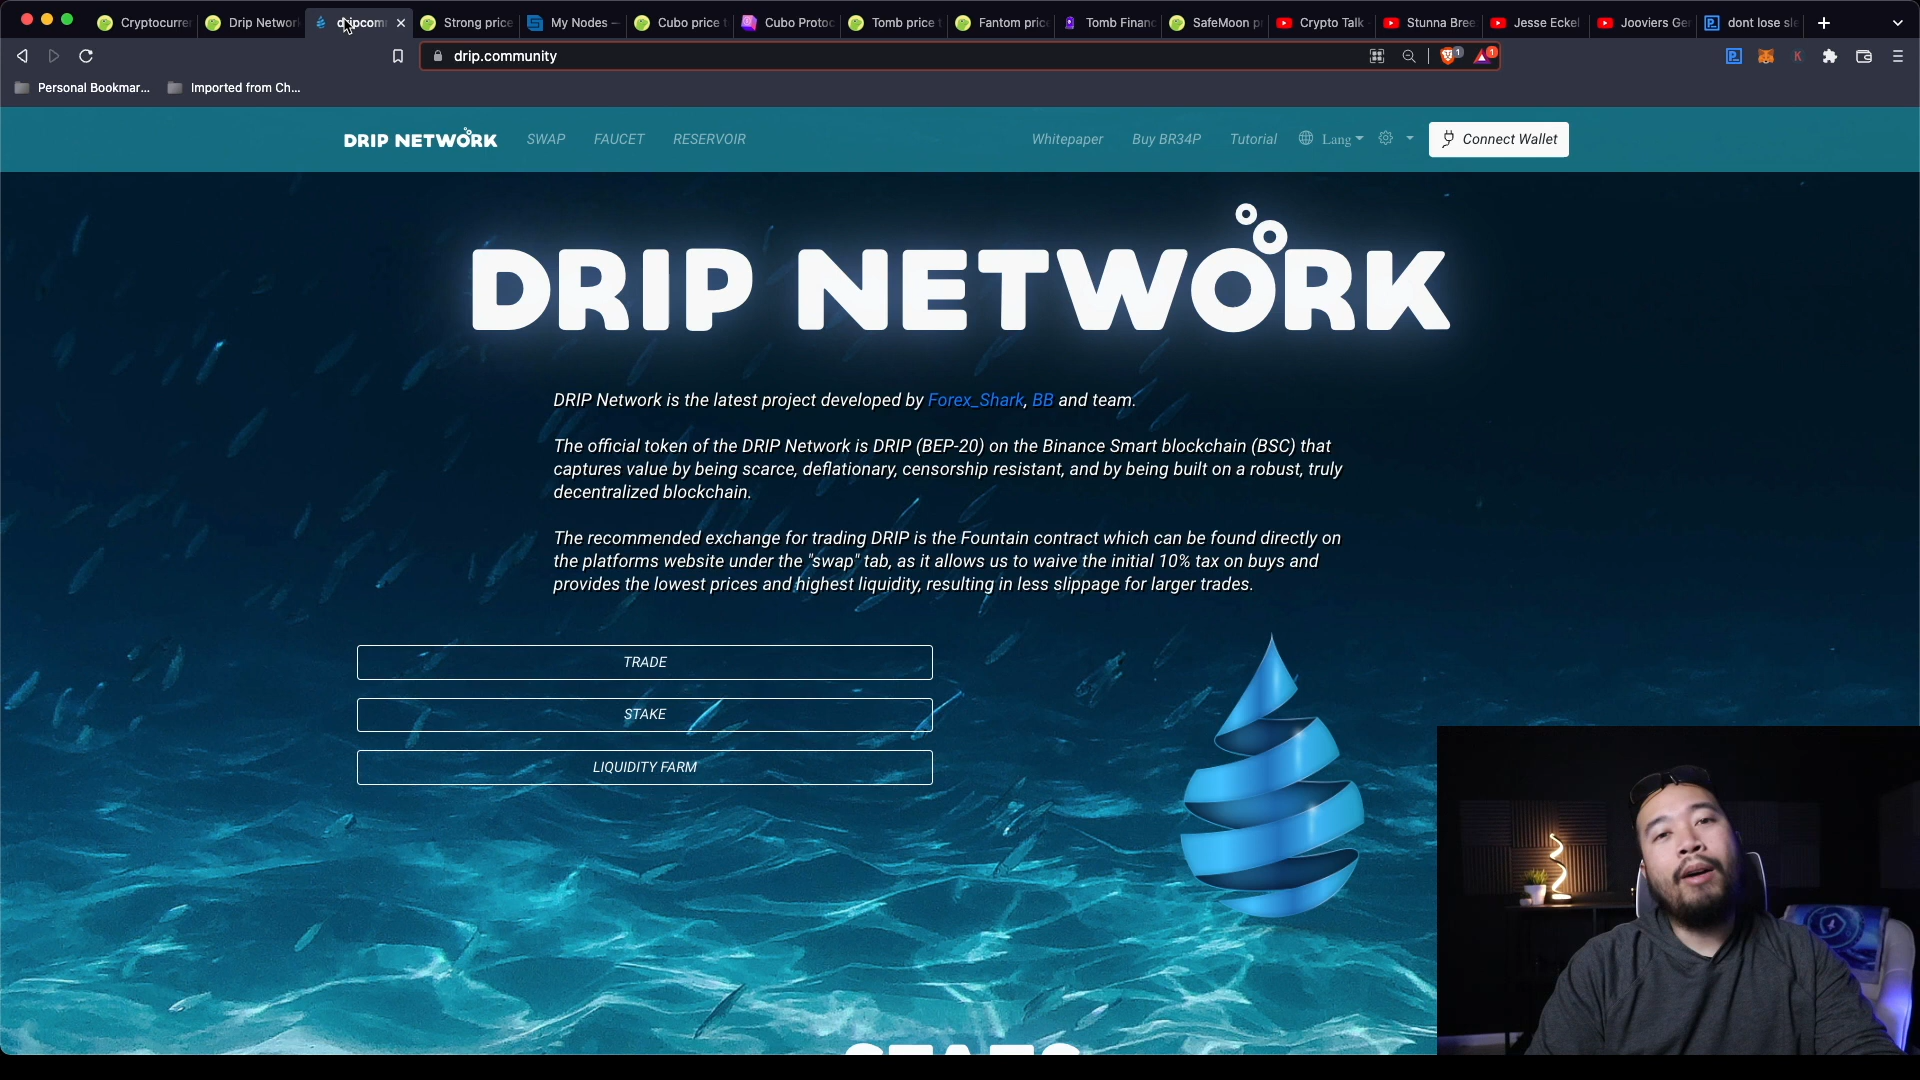 Cryptocurre
Drip Network
dripcom
Strong price
My Nodes —
Cubo price t
Cubo Protoc
Tomb price t
Fantom pric
Tomb Financ
SafeMoon p
Crypto Talk
Stunna Bree
Jesse Eckel
Jooviers Ge
dont lose sle
drip.community
1
1
Personal Bookmar...
Imported from Ch...
DRIP NETWORK
SWAP
FAUCET
RESERVOIR
Whitepaper
Buy BR34P
Tutorial
Lang
Connect Wallet
DRIP NETWORK
DRIP Network is the latest project developed by Forex_Shark, BB and team.
The official token of the DRIP Network is DRIP (BEP-20) on the Binance Smart blockchain (BSC) that
captures value by being scarce, deflationary, censorship resistant, and by being built on a robust, truly
decentralized blockchain.
The recommended exchange for trading DRIP is the Fountain contract which can be found directly on
the platforms website under the "swap" tab, as it allows us to waive the initial 10% tax on buys and
provides the lowest prices and highest liquidity, resulting in less slippage for larger trades.
TRADE
STAKE
LIQUIDITY FARM
STATS